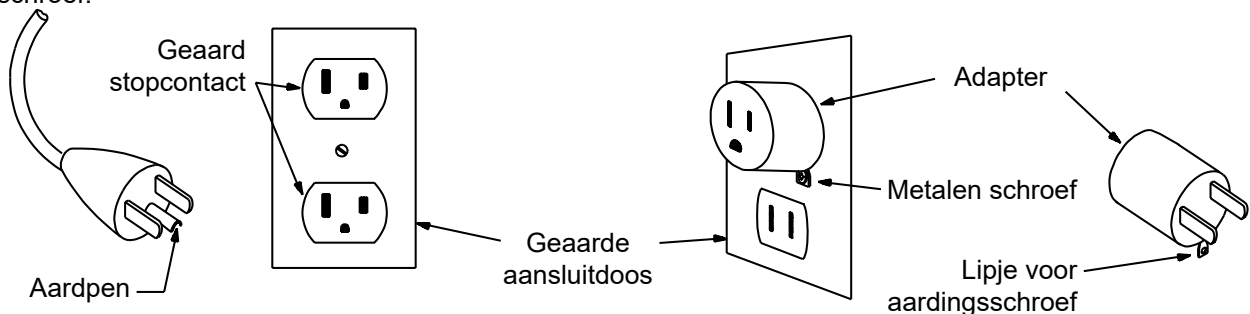 schroef.
Geaard
stopcontact
Adapter
Metalen schroef
Geaarde
aansluitdoos
Aardpen
Lipje voor
aardingsschroef